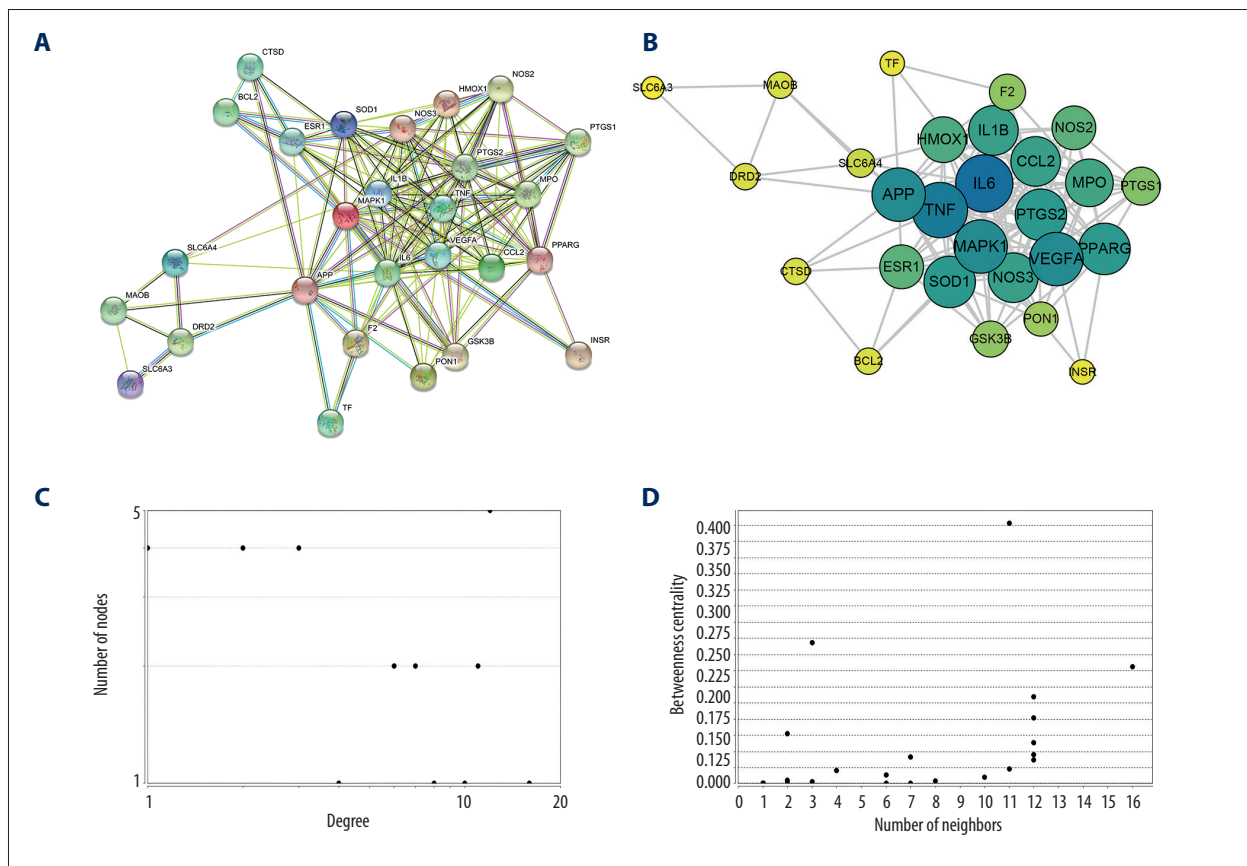 A
CTSD
BCL2
ESR1
SOD1
NOS3
HMOX1
NOS2
PTGS1
PTGS2
IL1B
TNF
MPO
MAPK1
VEGFA
IL6
CCL2
PPARG
SLC6A4
APP
MAOB
DRD2
SLC6A3
F2
GSK3B
INSR
PON1
TF
B
TF
SLC6A3
MAOB
F2
HMOX1
IL1B
NOS2
SLC6A4
CCL2
DRD2
APP
IL6
MPO
PTGS1
TNF
PTGS2
MAPK1
VEGFA
PPARG
CTSD
ESR1
SOD1
NOS3
PON1
GSK3B
BCL2
INSR
C
Number of nodes
5
1
1 10 20
Degree
D
Betweenness centrality
0.400
0.375
0.350
0.325
0.300
0.275
0.250
0.225
0.200
0.175
0.150
0.125
0.000
0 1 2 3 4 5 6 7 8 9 10 11 12 13 14 15 16
Number of neighbors